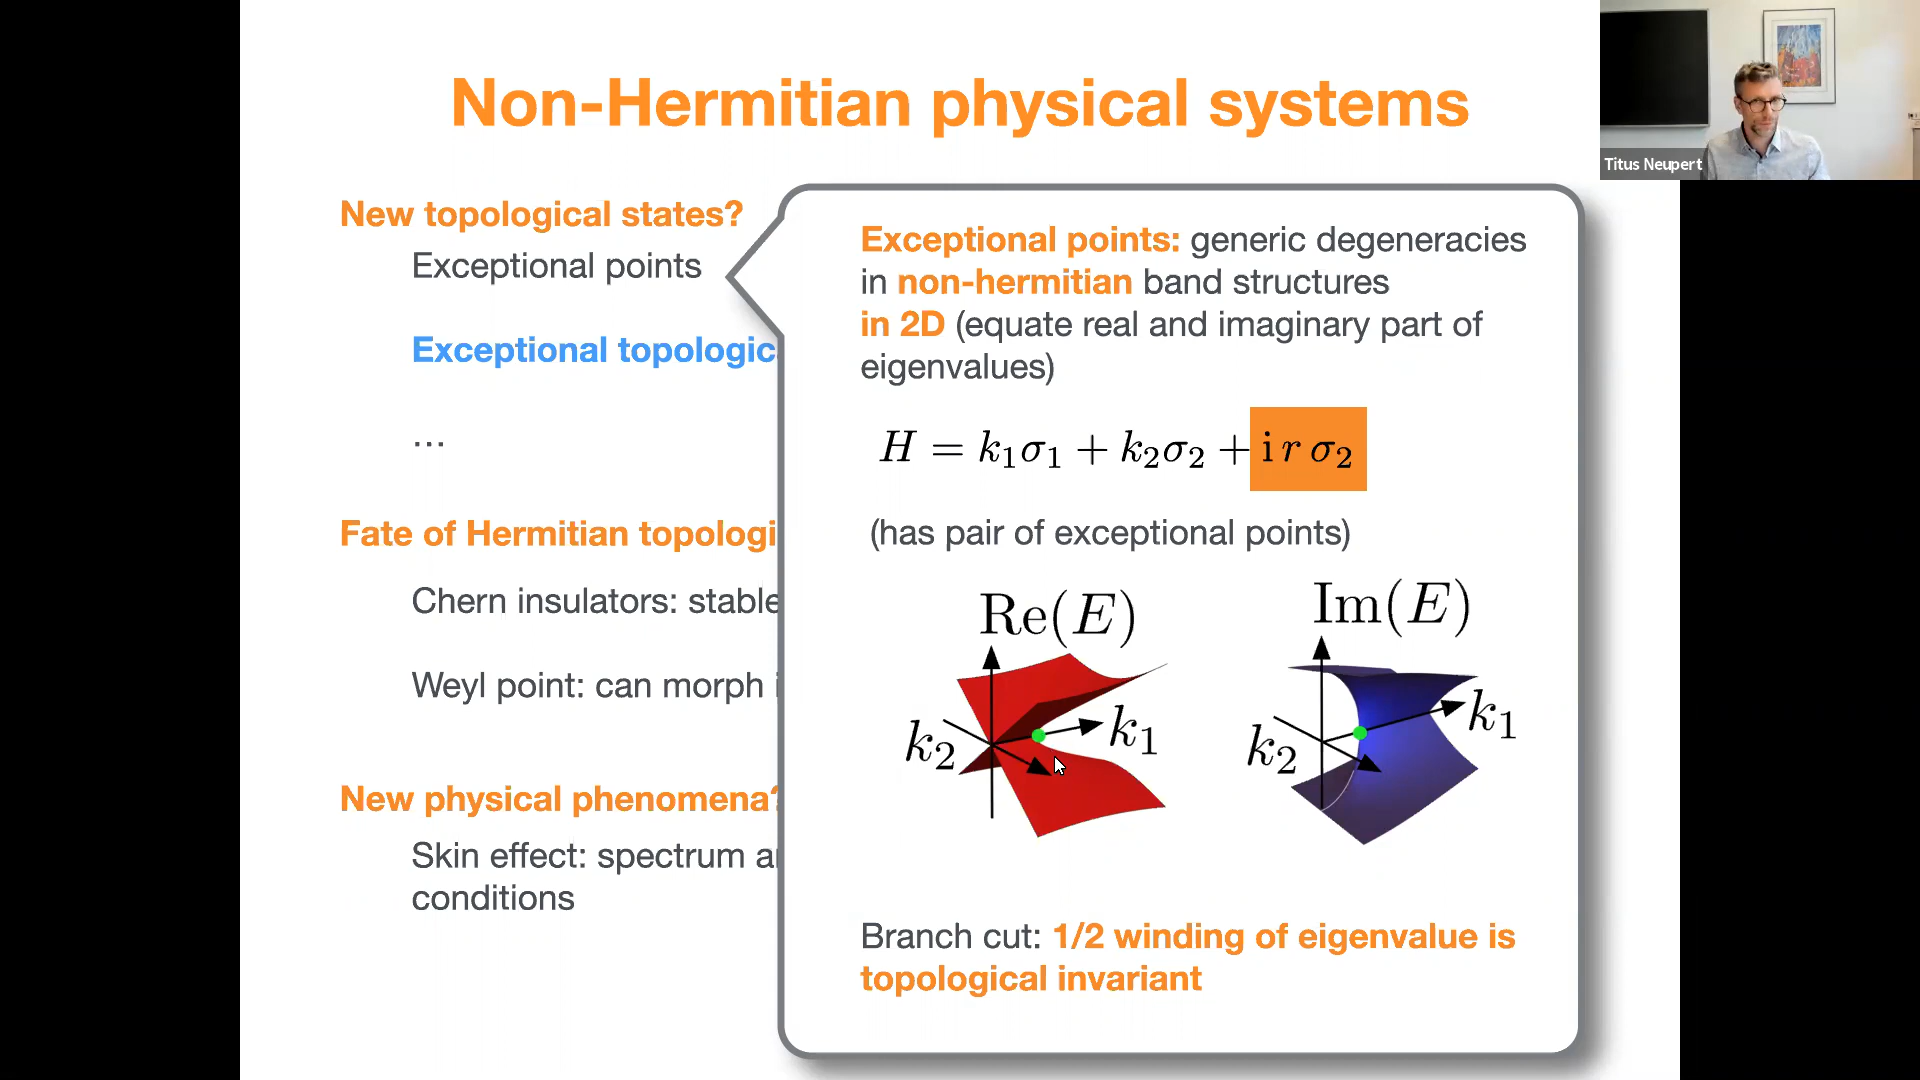 Non-Hermitian physical systems
Titus Neupert
New topological states?
Exceptional points
Exceptional topologic
...
Fate of Hermitian topologi
Chern insulators: stable
Weyl point: can morph i
New physical phenomena?
Skin effect: spectrum a
conditions
Exceptional points: generic degeneracies
in non-hermitian band structures
in 2D (equate real and imaginary part of
eigenvalues)
H = k₁σ₁ + k₂σ₂ + i r σ₂
(has pair of exceptional points)
Re(E)
k₂
k₁
Im(E)
k₂
k₁
Branch cut: 1/2 winding of eigenvalue is
topological invariant